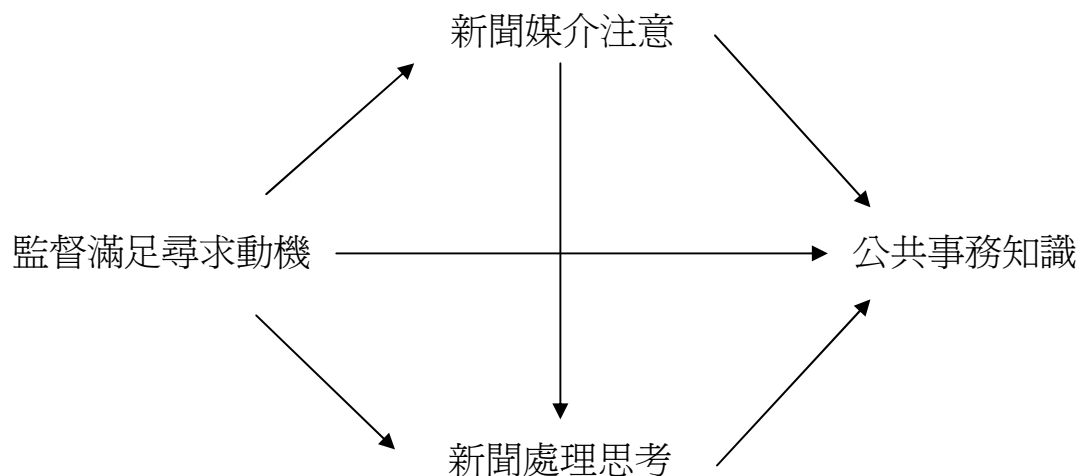 新聞媒介注意
監督滿足尋求動機
公共事務知識
新聞處理思考